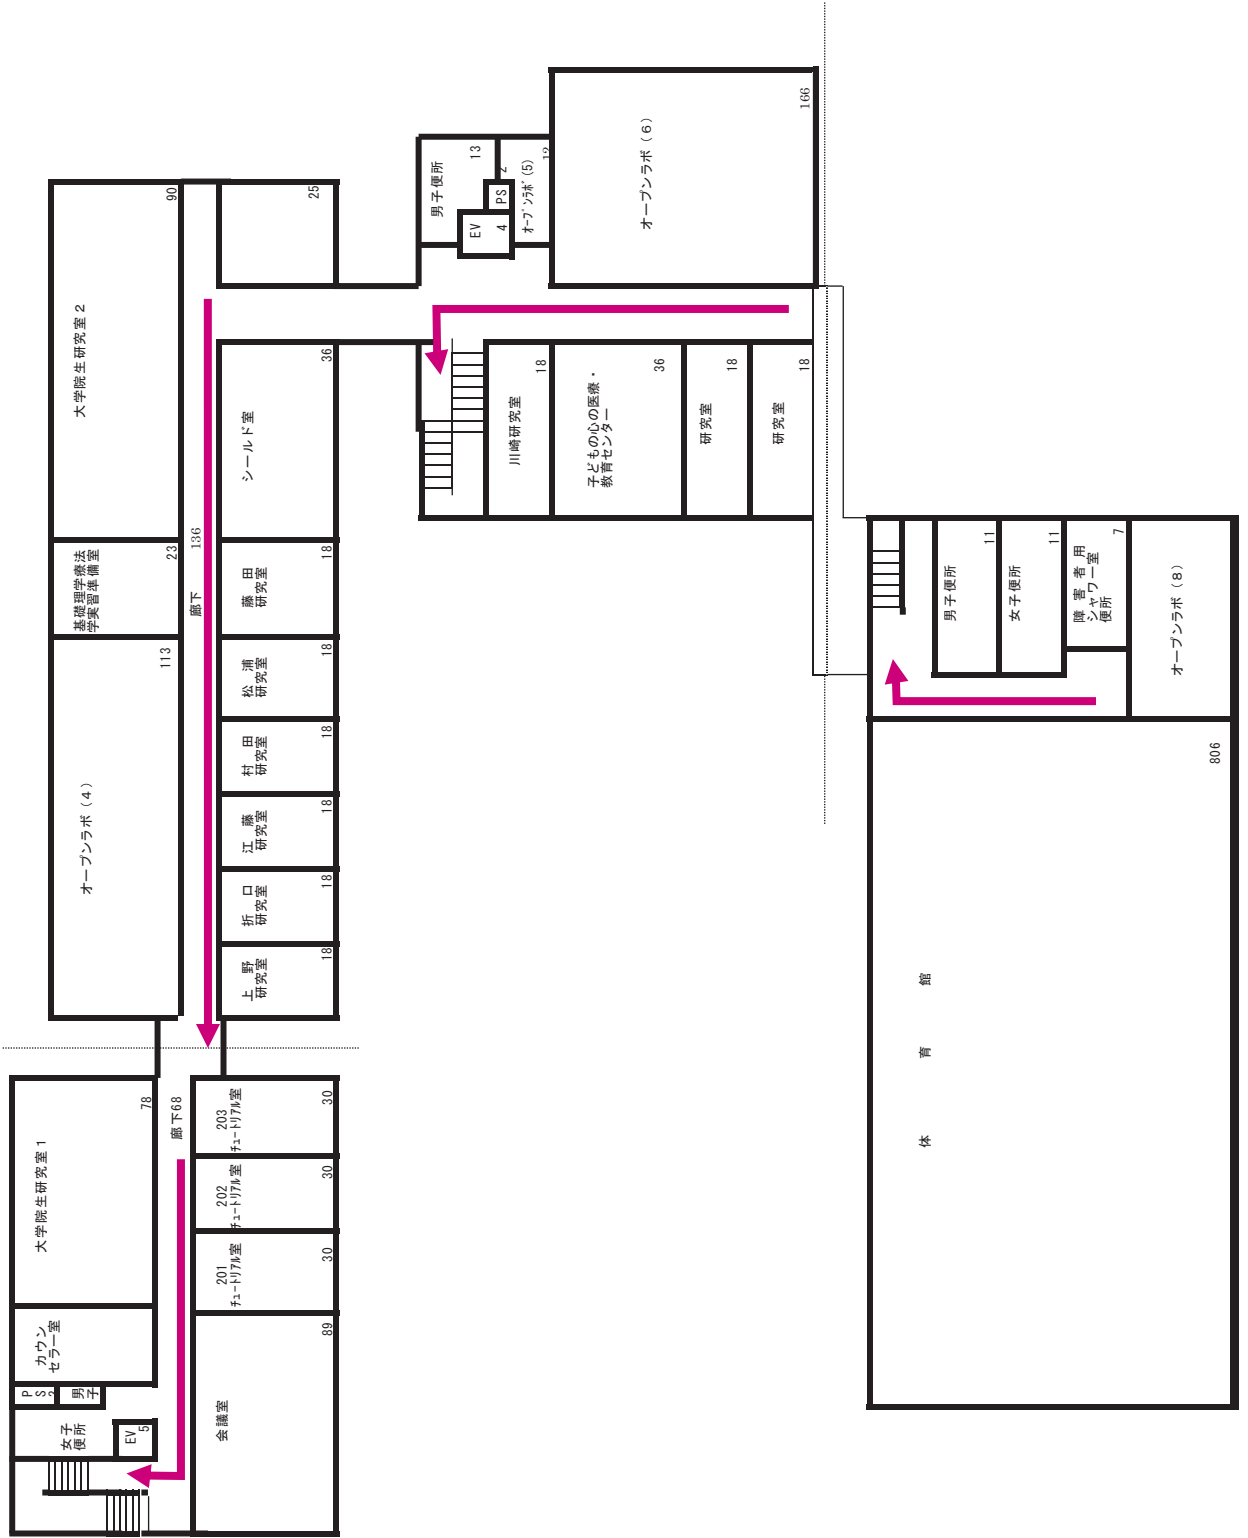 大学院生研究室2
90
基礎理学療法
学実習準備室
23
オープンラボ(4)
113
廊下
136
25
シールド室
36
藤田
研究室
18
松浦
研究室
18
村田
研究室
18
江藤
研究室
18
折口
研究室
18
上野
研究室
18
男子便所
13
PS
2
EV
4
オープンラボ(5)
12
オープンラボ(6)
166
川崎研究室
18
子どもの心の医療・
教育センター
36
研究室
18
研究室
18
男子便所
11
女子便所
11
障害者用
シャワー室
便所
7
オープンラボ(8)
体育館
806
大学院生研究室1
78
廊下68
203
チュートリアル室
30
202
チュートリアル室
30
201
チュートリアル室
30
会議室
89
カウン
セラー室
PS
2
男子
女子
便所
EV
5